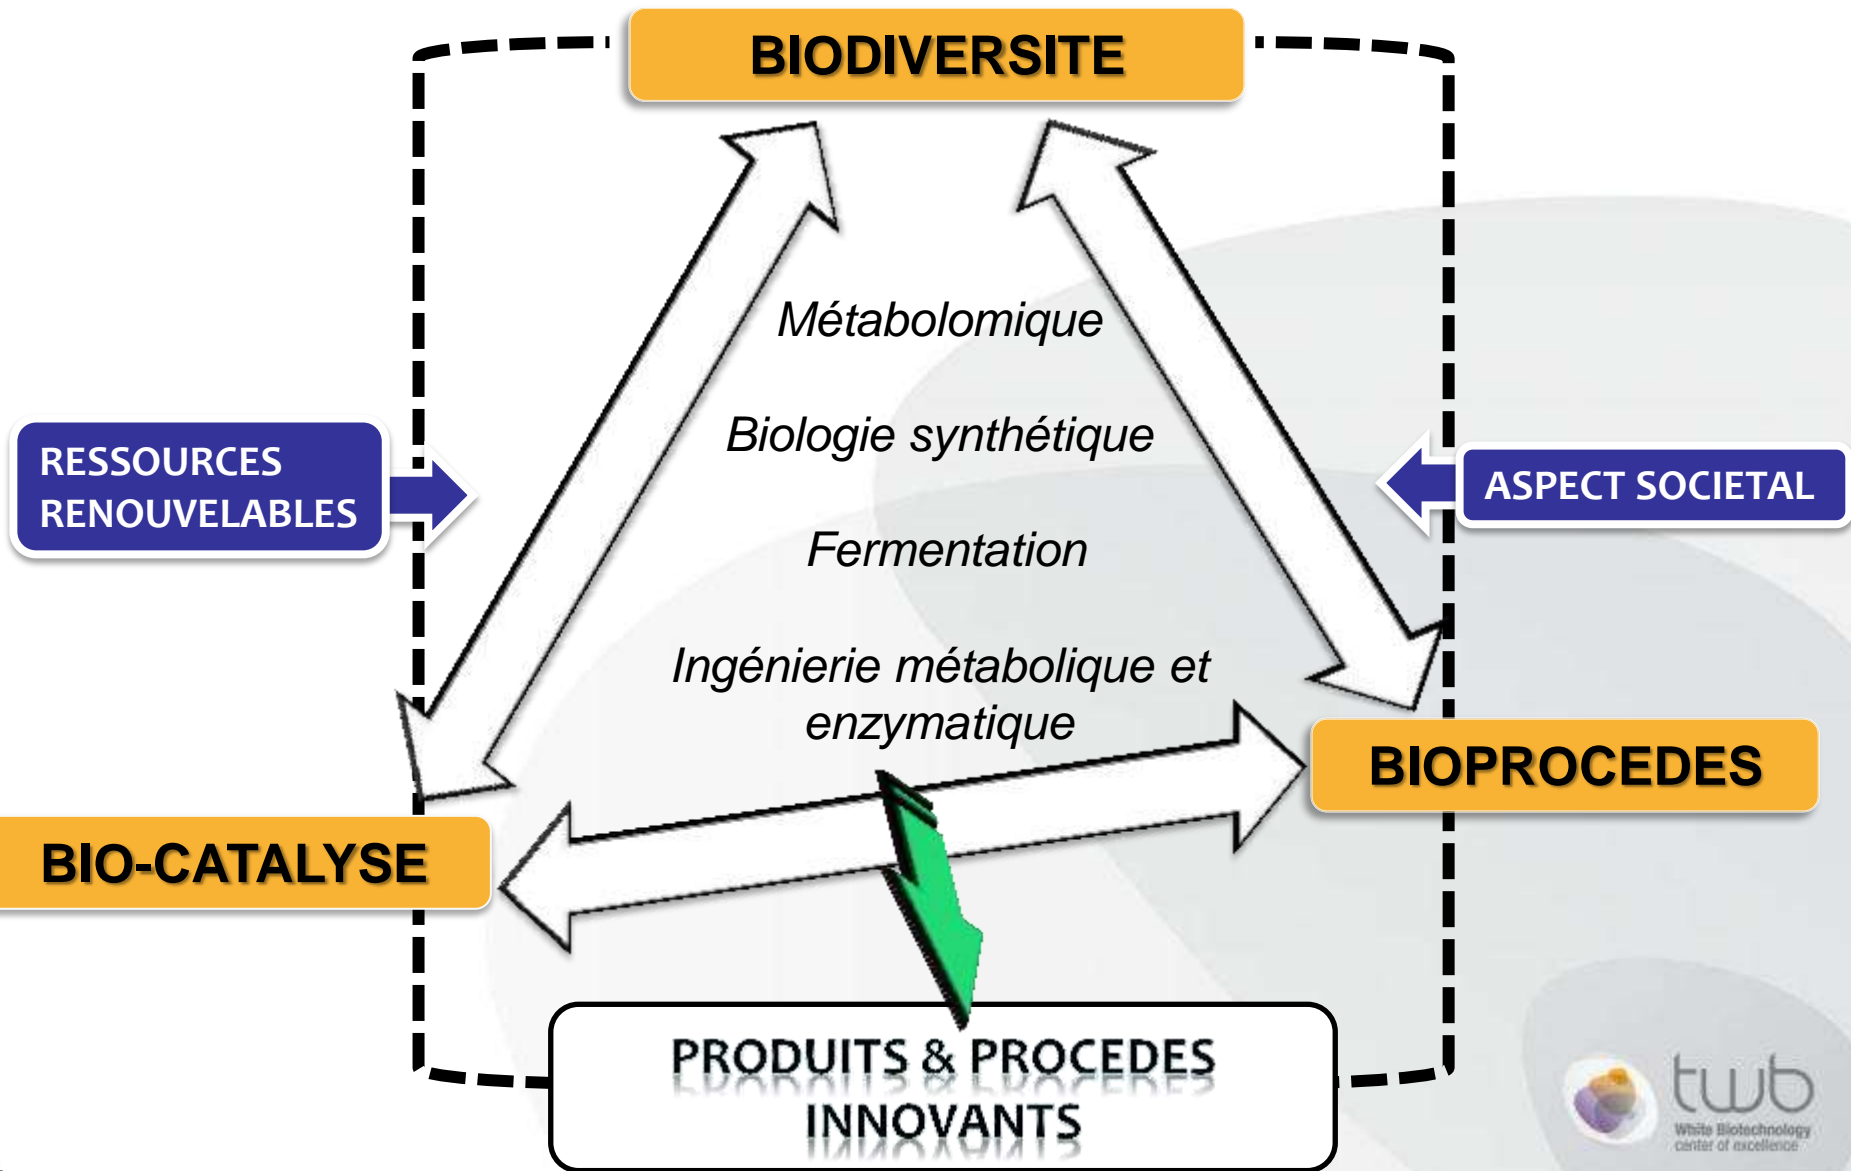 BIODIVERSITE
Métabolomique
Biologie synthétique
Fermentation
Ingénierie métabolique et
enzymatique
RESSOURCES
RENOUVELABLES
ASPECT SOCIETAL
BIOPROCEDES
BIO-CATALYSE
PRODUITS & PROCEDES
INNOVANTS
twb
White Biotechnology
center of excellence